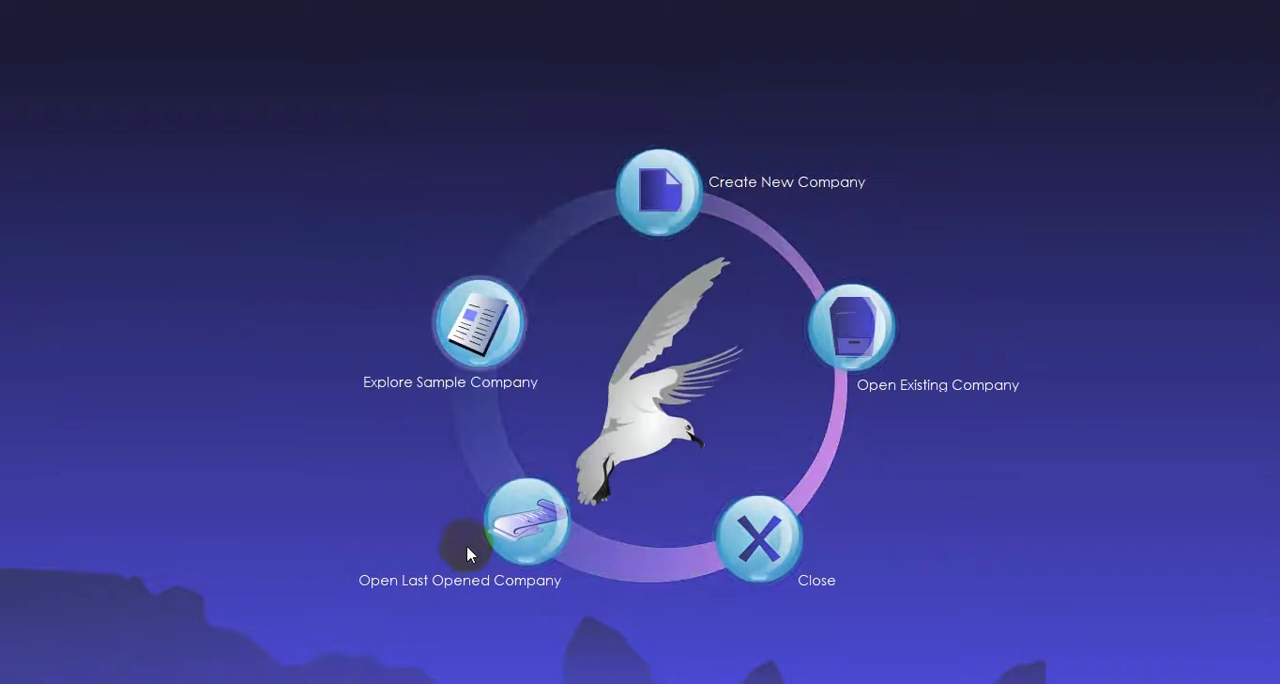 Create New Company
Explore Sample Company
Open Existing Company
Open Last Opened Company
Close